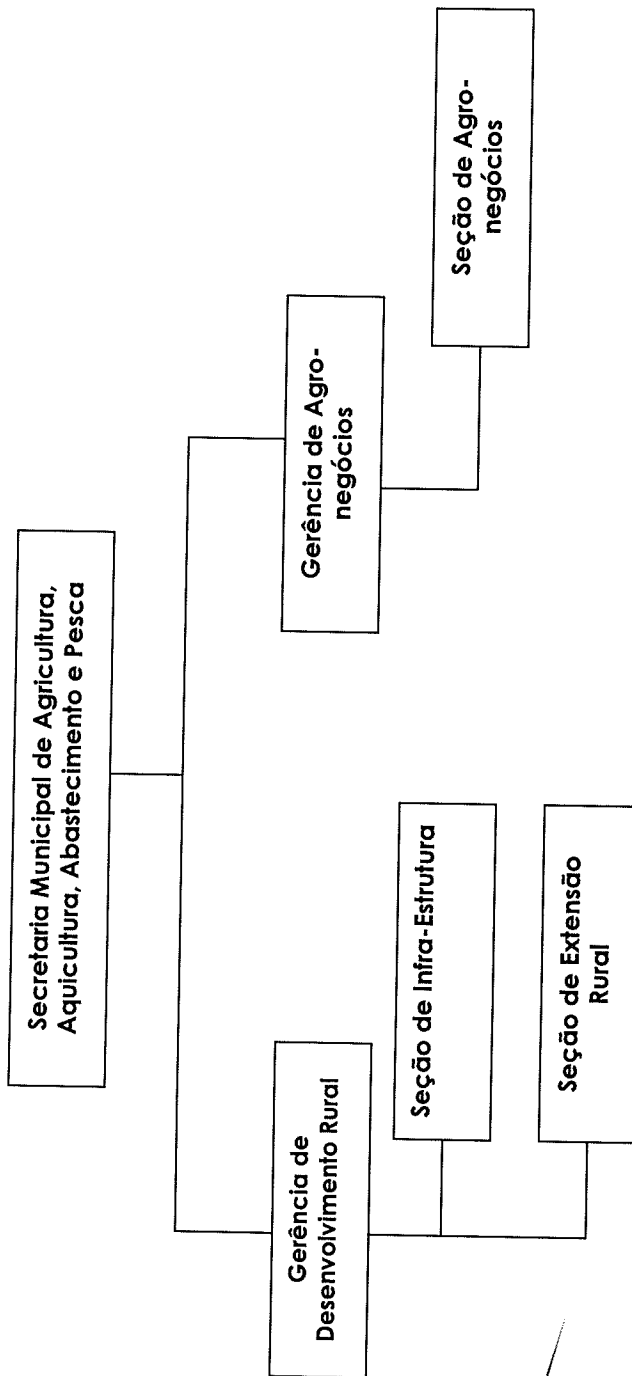 Secretaria Municipal de Agricultura,
Aquicultura, Abastecimento e Pesca
Gerência de
Desenvolvimento Rural
Gerência de Agro-
negócios
Seção de Infra-Estrutura
Seção de Extensão
Rural
Seção de Agro-
negócios